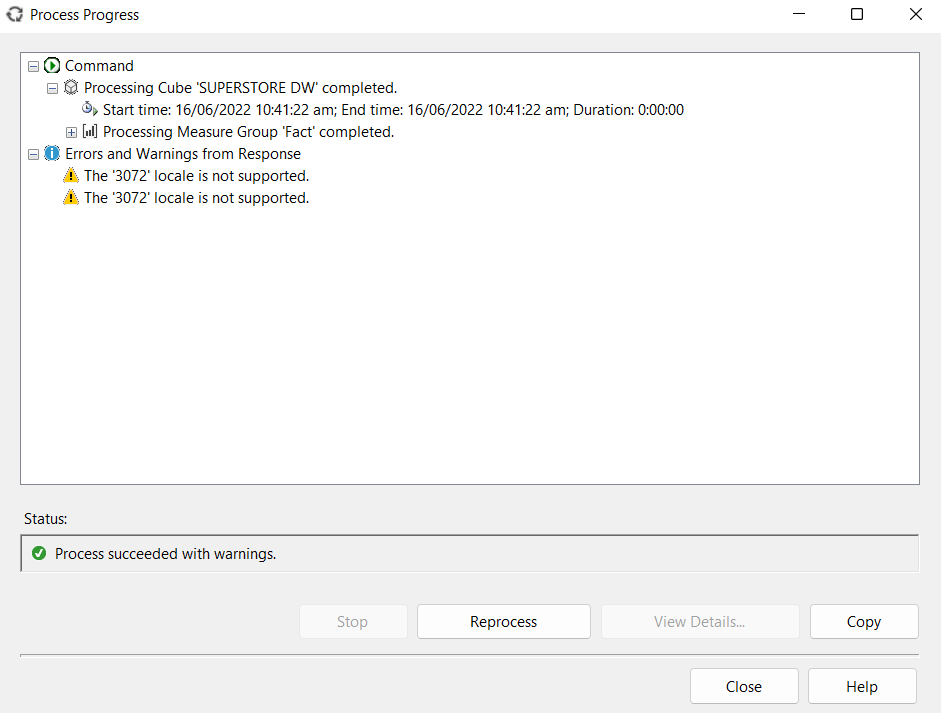 Process Progress
Command
Processing Cube 'SUPERSTORE DW' completed.
Start time: 16/06/2022 10:41:22 am; End time: 16/06/2022 10:41:22 am; Duration: 0:00:00
Processing Measure Group 'Fact' completed.
Errors and Warnings from Response
The '3072' locale is not supported.
The '3072' locale is not supported.
Status:
Process succeeded with warnings.
Stop Reprocess View Details... Copy
Close Help